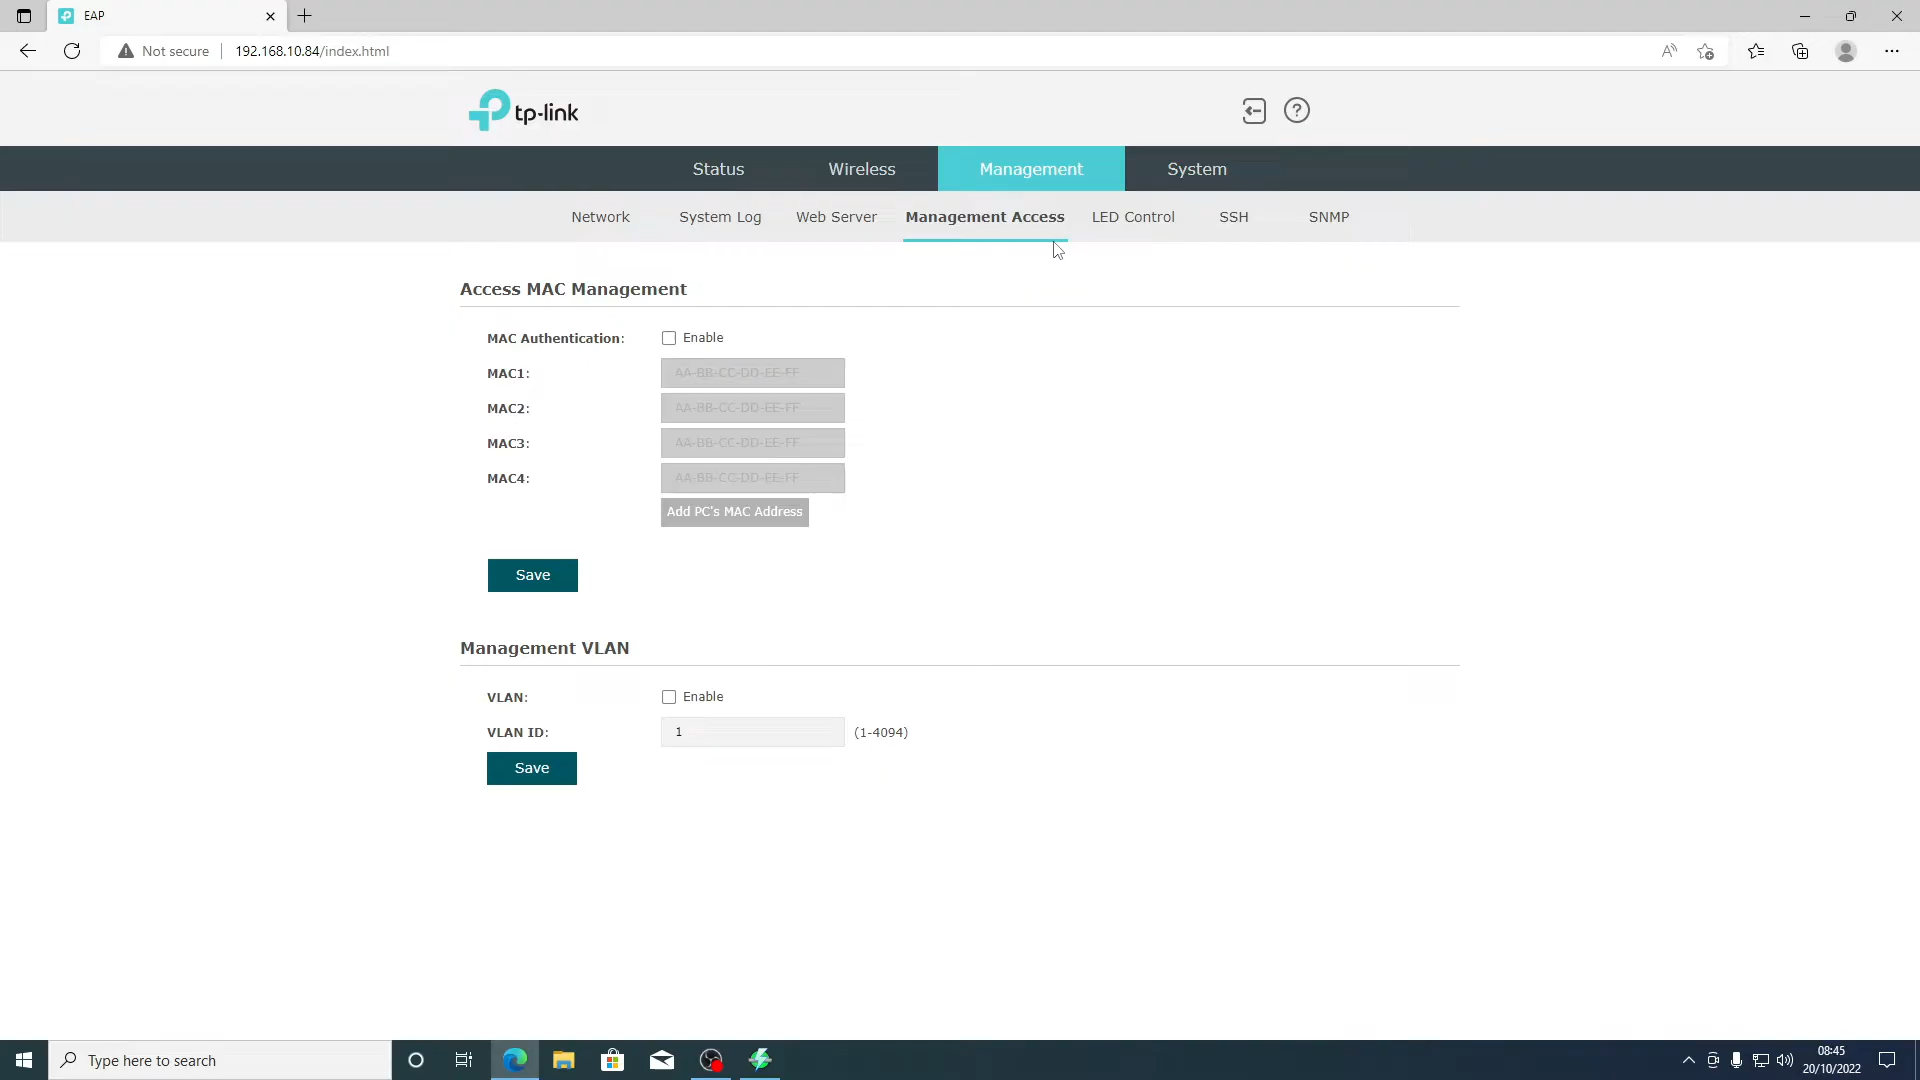 EAP
Not secure
192.168.10.84/index.html
tp-link
Status Wireless Management System
Network System Log Web Server Management Access LED Control SSH SNMP
Access MAC Management
MAC Authentication: Enable
MAC1: AA-BB-CC-DD-EE-FF
MAC2: AA-BB-CC-DD-EE-FF
MAC3: AA-BB-CC-DD-EE-FF
MAC4: AA-BB-CC-DD-EE-FF
Add PC's MAC Address
Save
Management VLAN
VLAN: Enable
VLAN ID: 1 (1-4094)
Save
Type here to search
08:45
20/10/2022